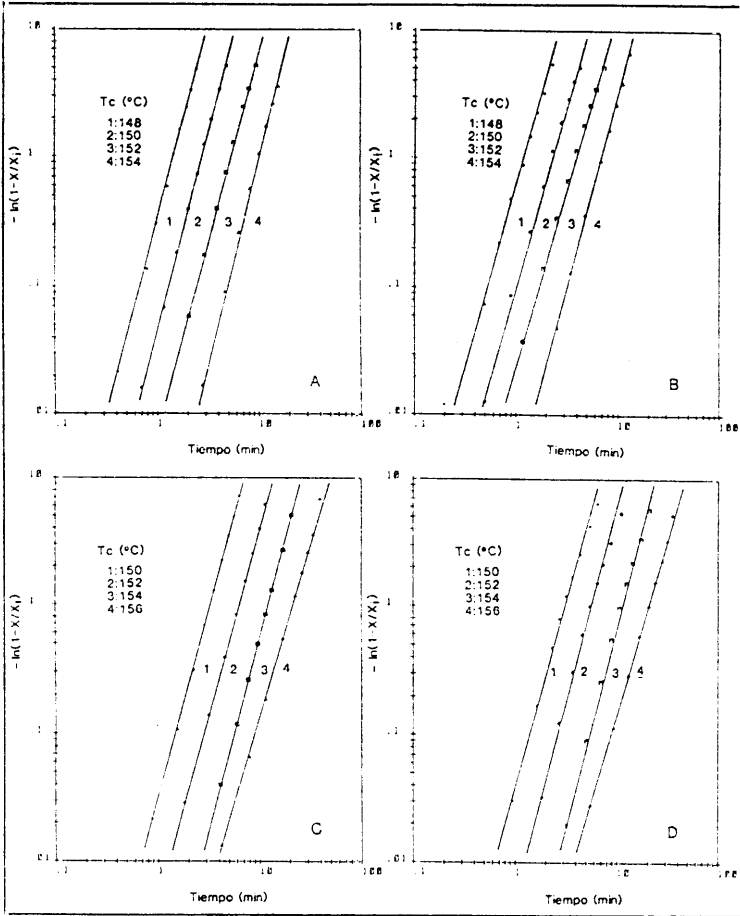 10
Tc (°C)
1:148
2:150
3:152
4:154
- ln(1-X/Xi)
1
.1
.01
1 2 3 4
A
.1 1 10 100
Tiempo (min)
10
Tc (°C)
1:148
2:150
3:152
4:154
- ln(1-X/Xi)
1
.1
.01
1 2 3 4
B
.1 1 10 100
Tiempo (min)
10
Tc (°C)
1:150
2:152
3:154
4:156
- ln(1-X/Xi)
1
.1
.01
1 2 3 4
C
.1 1 10 100
Tiempo (min)
10
Tc (°C)
1:150
2:152
3:154
4:156
- ln(1-X/Xi)
1
.1
.01
1 2 3 4
D
.1 1 10 100
Tiempo (min)